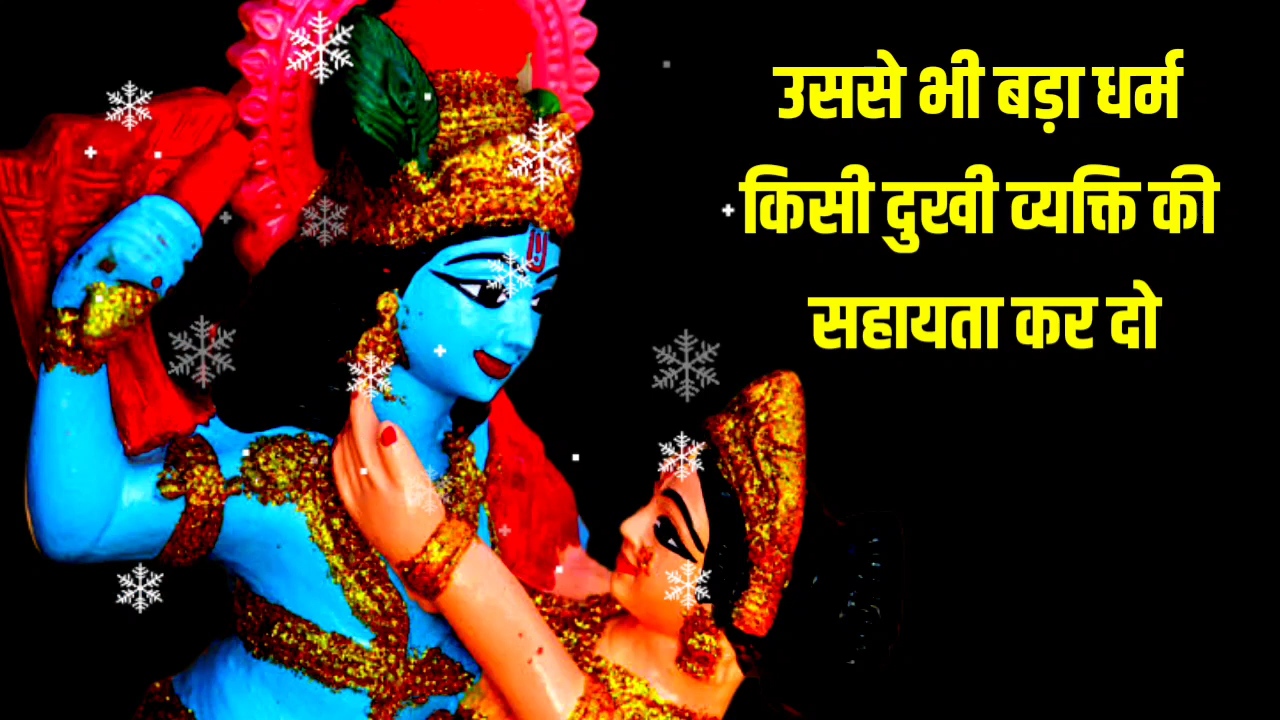 उससे भी बड़ा धर्म
किसी दुखी व्यक्ति की
सहायता कर दो